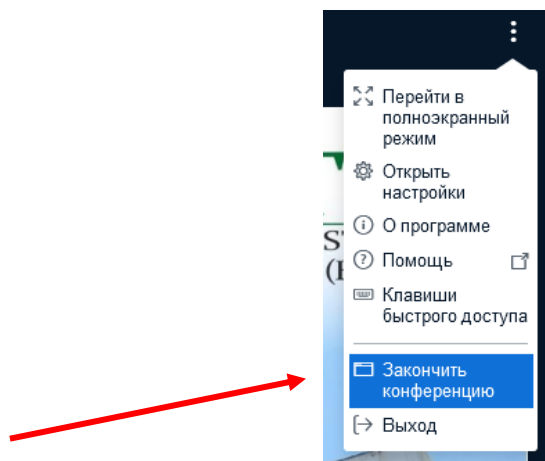 Перейти в
полноэкранный
режим
Открыть
настройки
О программе
Помощь
Клавиши
быстрого доступа
Закончить
конференцию
Выход